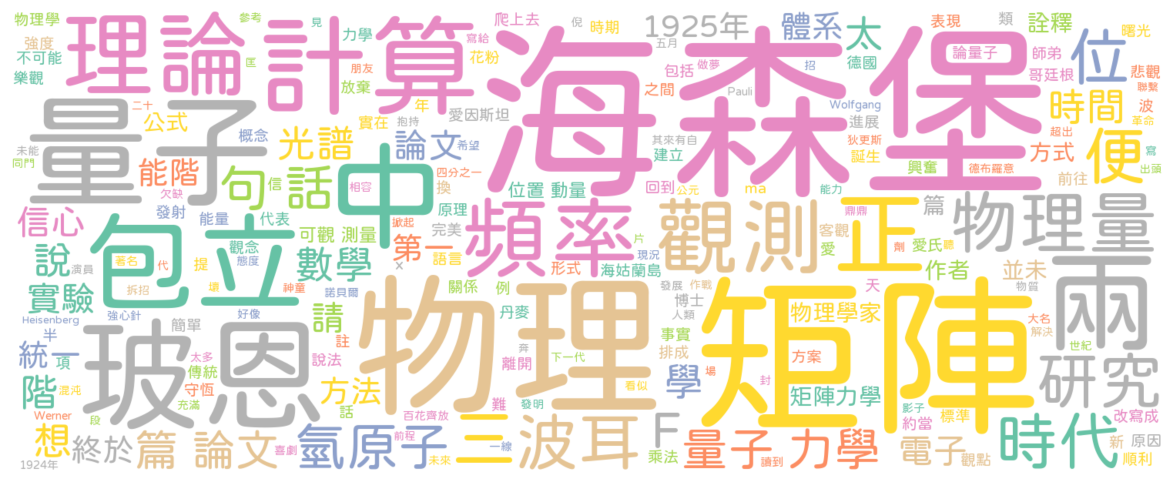 物理學
強度
不可能
樂觀
理論
參考
匡
計算
見
力學
朋友
放棄
爬上去
寫給
花粉
倪
時期
五月
海森堡
1925年
做夢
包括
之間
Pauli
體系
招
太
德國
Wolfgang
進展
表現
類
論量子
師弟
哥廷根
詮釋
位
曙光
悲觀
聯繫
波
革命
時間
超出
方式
便
寫
出頭
前往
量子
二十
公式
未能
同門
能階
欠缺
概念
實在
抱持
年
愛因斯坦
光譜
論文
希望
句
話
信
相容
中
四分之一
換
原理
其來有自
建立
狄更斯
誕生
興奮
德布羅意
位置
動量
回到
公元
ma
能力
信心
發射
能量
代表
包立
著名
代
拆招
說
演員
實驗
提
壞
觀念
態度
可觀
測量
數學
神童
掀起
第一
完美
語言
x
頻率
片
形式
現況
海姑蘭島
觀測
客觀
鼎鼎
愛
劑
正
篇
愛氏
聽
作者
物理量
並未
物質
兩
Heisenberg
強心針
好像
諾貝爾
關係
例
發展
作戰
天
半
統一
項
簡單
太多
傳統
守恆
充滿
玻恩
請
註
說法
丹麥
博士
人類
物理
奔
離開
下一代
事實
排成
看似
場
學
矩陣
物理學家
方案
大名
解決
世紀
研究
階
混沌
Werner
段
想
方法
話
難
發明
百花齊放
封
矩陣力學
影子
約當
標準
改寫成
1924年
終於
篇
論文
喜劇
氫原子
前程
未來
三
一線
波耳
F
乘法
量子
讀到
力學
電子
觀點
時代
新
原因
順利